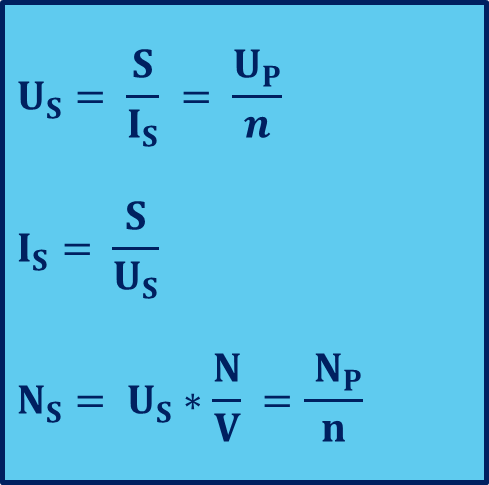 U_S = S/I_S = U_P/n
I_S = S/U_S
N_S = U_S * N/V = N_P/n